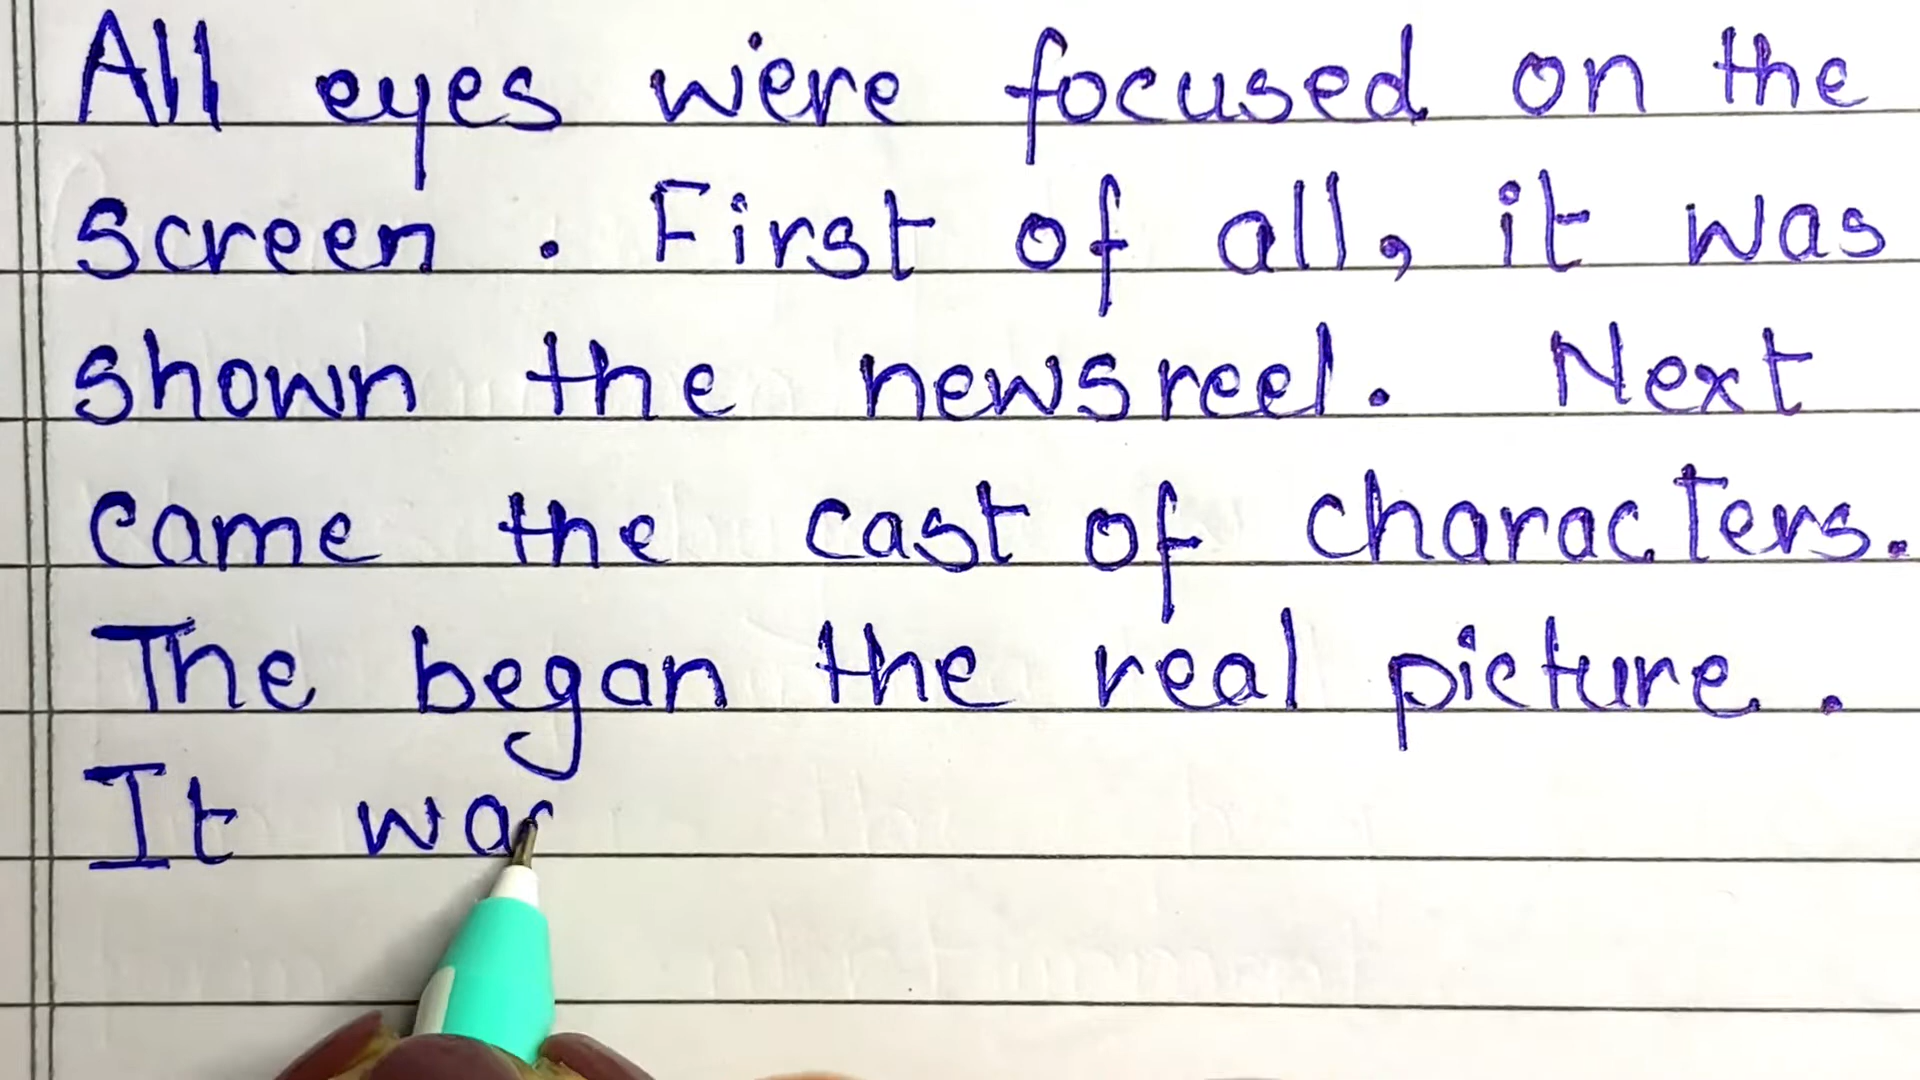 All eyes were focused on the
screen . First of all, it was
shown the newsreel. Next
came the cast of characters.
The began the real picture .
It wa